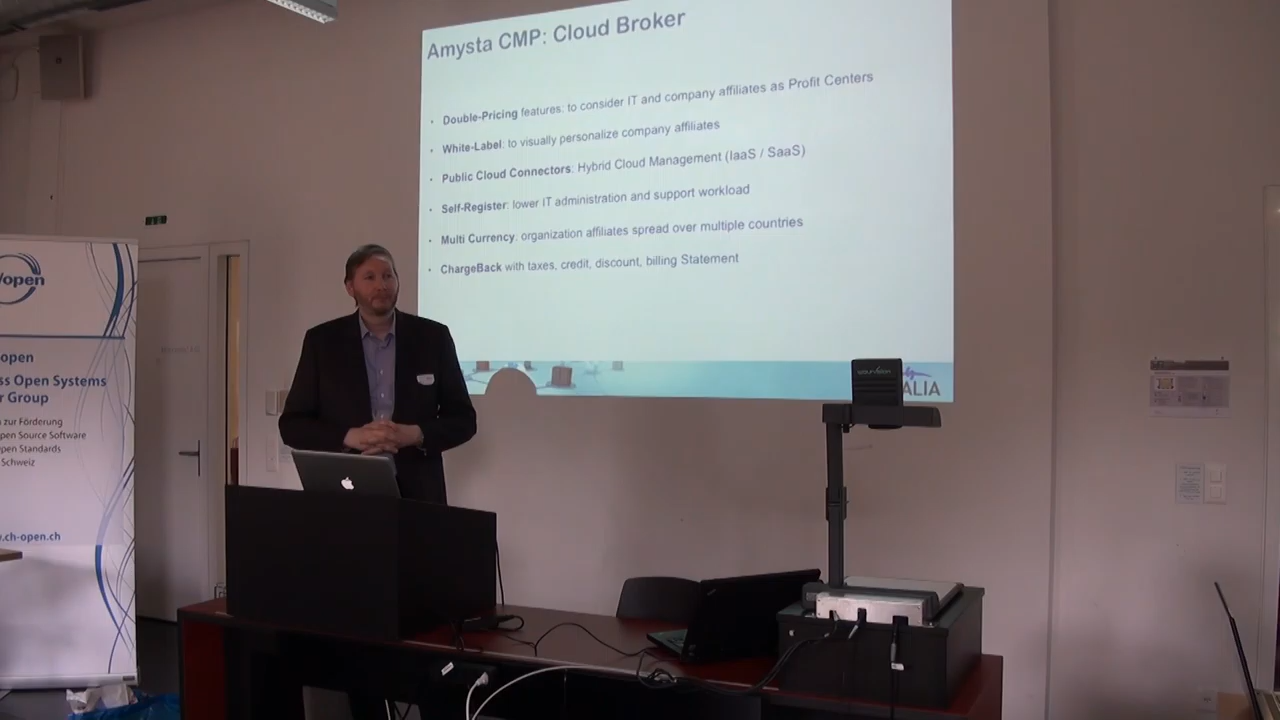 Amysta CMP: Cloud Broker
• Double-Pricing features: to consider IT and company affiliates as Profit Centers
• White-Label: to visually personalize company affiliates
• Public Cloud Connectors: Hybrid Cloud Management (IaaS / SaaS)
• Self-Register: lower IT administration and support workload
• Multi Currency: organization affiliates spread over multiple countries
• ChargeBack with taxes, credit, discount, billing Statement
ALIA
wolfvision
/open
open
ss Open Systems
r Group
zur Förderung
pen Source Software
pen Standards
Schweiz
.ch-open.ch